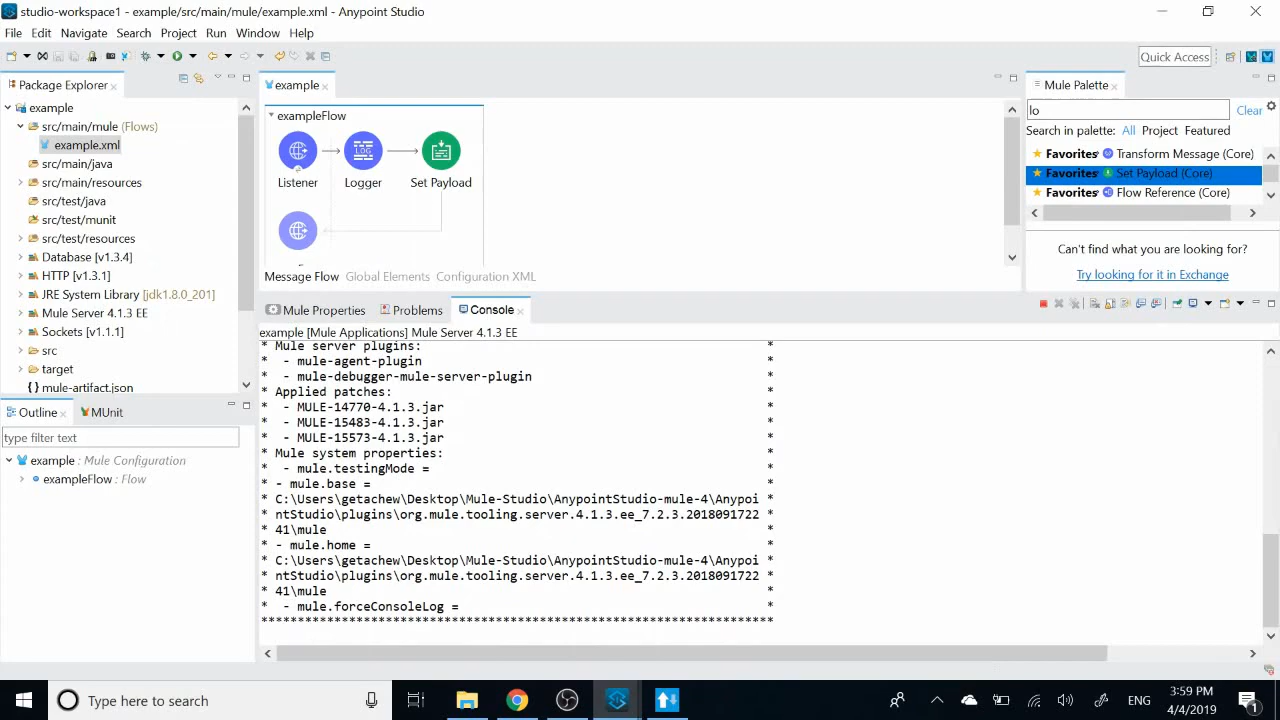 studio-workspace1 - example/src/main/mule/example.xml - Anypoint Studio
File Edit Navigate Search Project Run Window Help
Quick Access
Package Explorer
example
src/main/mule (Flows)
example.xml
src/main/java
src/main/resources
src/test/java
src/test/munit
src/test/resources
Database [v1.3.4]
HTTP [v1.3.1]
JRE System Library [jdk1.8.0_201]
Mule Server 4.1.3 EE
Sockets [v1.1.1]
src
target
mule-artifact.json
Outline MUnit
type filter text
example : Mule Configuration
exampleFlow : Flow
example
exampleFlow
LOG
Listener Logger Set Payload
Message Flow Global Elements Configuration XML
Mule Palette
lo
Clear
Search in palette: All Project Featured
Favorites Transform Message (Core)
Favorites Set Payload (Core)
Favorites Flow Reference (Core)
Can't find what you are looking for?
Try looking for it in Exchange
Mule Properties Problems Console
example [Mule Applications] Mule Server 4.1.3 EE
* Mule server plugins: *
* - mule-agent-plugin *
* - mule-debugger-mule-server-plugin *
* Applied patches: *
* - MULE-14770-4.1.3.jar *
* - MULE-15483-4.1.3.jar *
* - MULE-15573-4.1.3.jar *
* Mule system properties: *
* - mule.testingMode = *
* - mule.base = *
* C:\Users\getachew\Desktop\Mule-Studio\AnypointStudio-mule-4\Anypoi *
* ntStudio\plugins\org.mule.tooling.server.4.1.3.ee_7.2.3.2018091722 *
* 41\mule *
* - mule.home = *
* C:\Users\getachew\Desktop\Mule-Studio\AnypointStudio-mule-4\Anypoi *
* ntStudio\plugins\org.mule.tooling.server.4.1.3.ee_7.2.3.2018091722 *
* 41\mule *
* - mule.forceConsoleLog = *
**********************************************************************
Type here to search
ENG
3:59 PM
4/4/2019
1